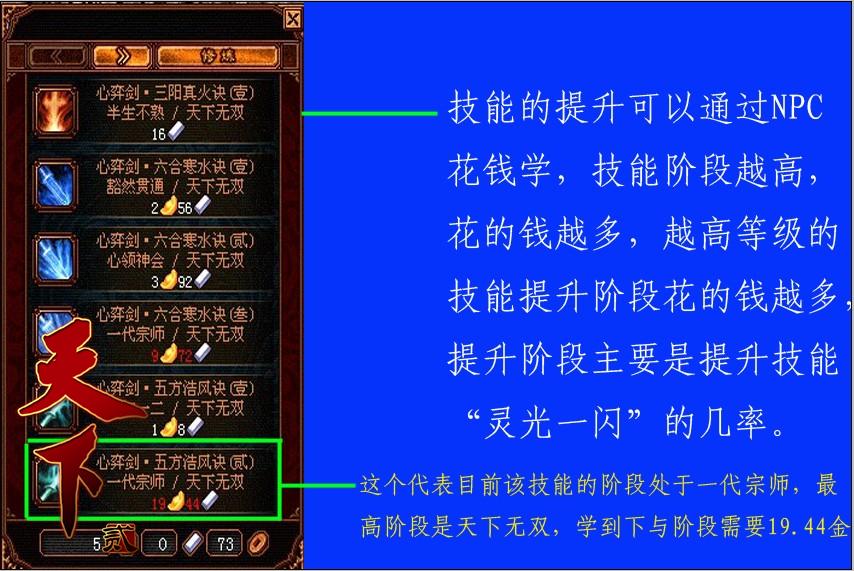 修炼
心弈剑·三阳真火诀(壹)
半生不熟 / 天下无双
16
心弈剑·六合寒水诀(壹)
豁然贯通 / 天下无双
2 56
心弈剑·六合寒水诀(贰)
心领神会 / 天下无双
3 92
心弈剑·六合寒水诀(叁)
一代宗师 / 天下无双
9 72
心弈剑·五方浩风诀(壹)
一二 / 天下无双
1 8
心弈剑·五方浩风诀(贰)
一代宗师 / 天下无双
19 44
5 0 73
天下贰
技能的提升可以通过NPC
花钱学，技能阶段越高，
花的钱越多，越高等级的
技能提升阶段花的钱越多，
提升阶段主要是提升技能
“灵光一闪”的几率。
这个代表目前该技能的阶段处于一代宗师，最
高阶段是天下无双，学到下与阶段需要19.44金